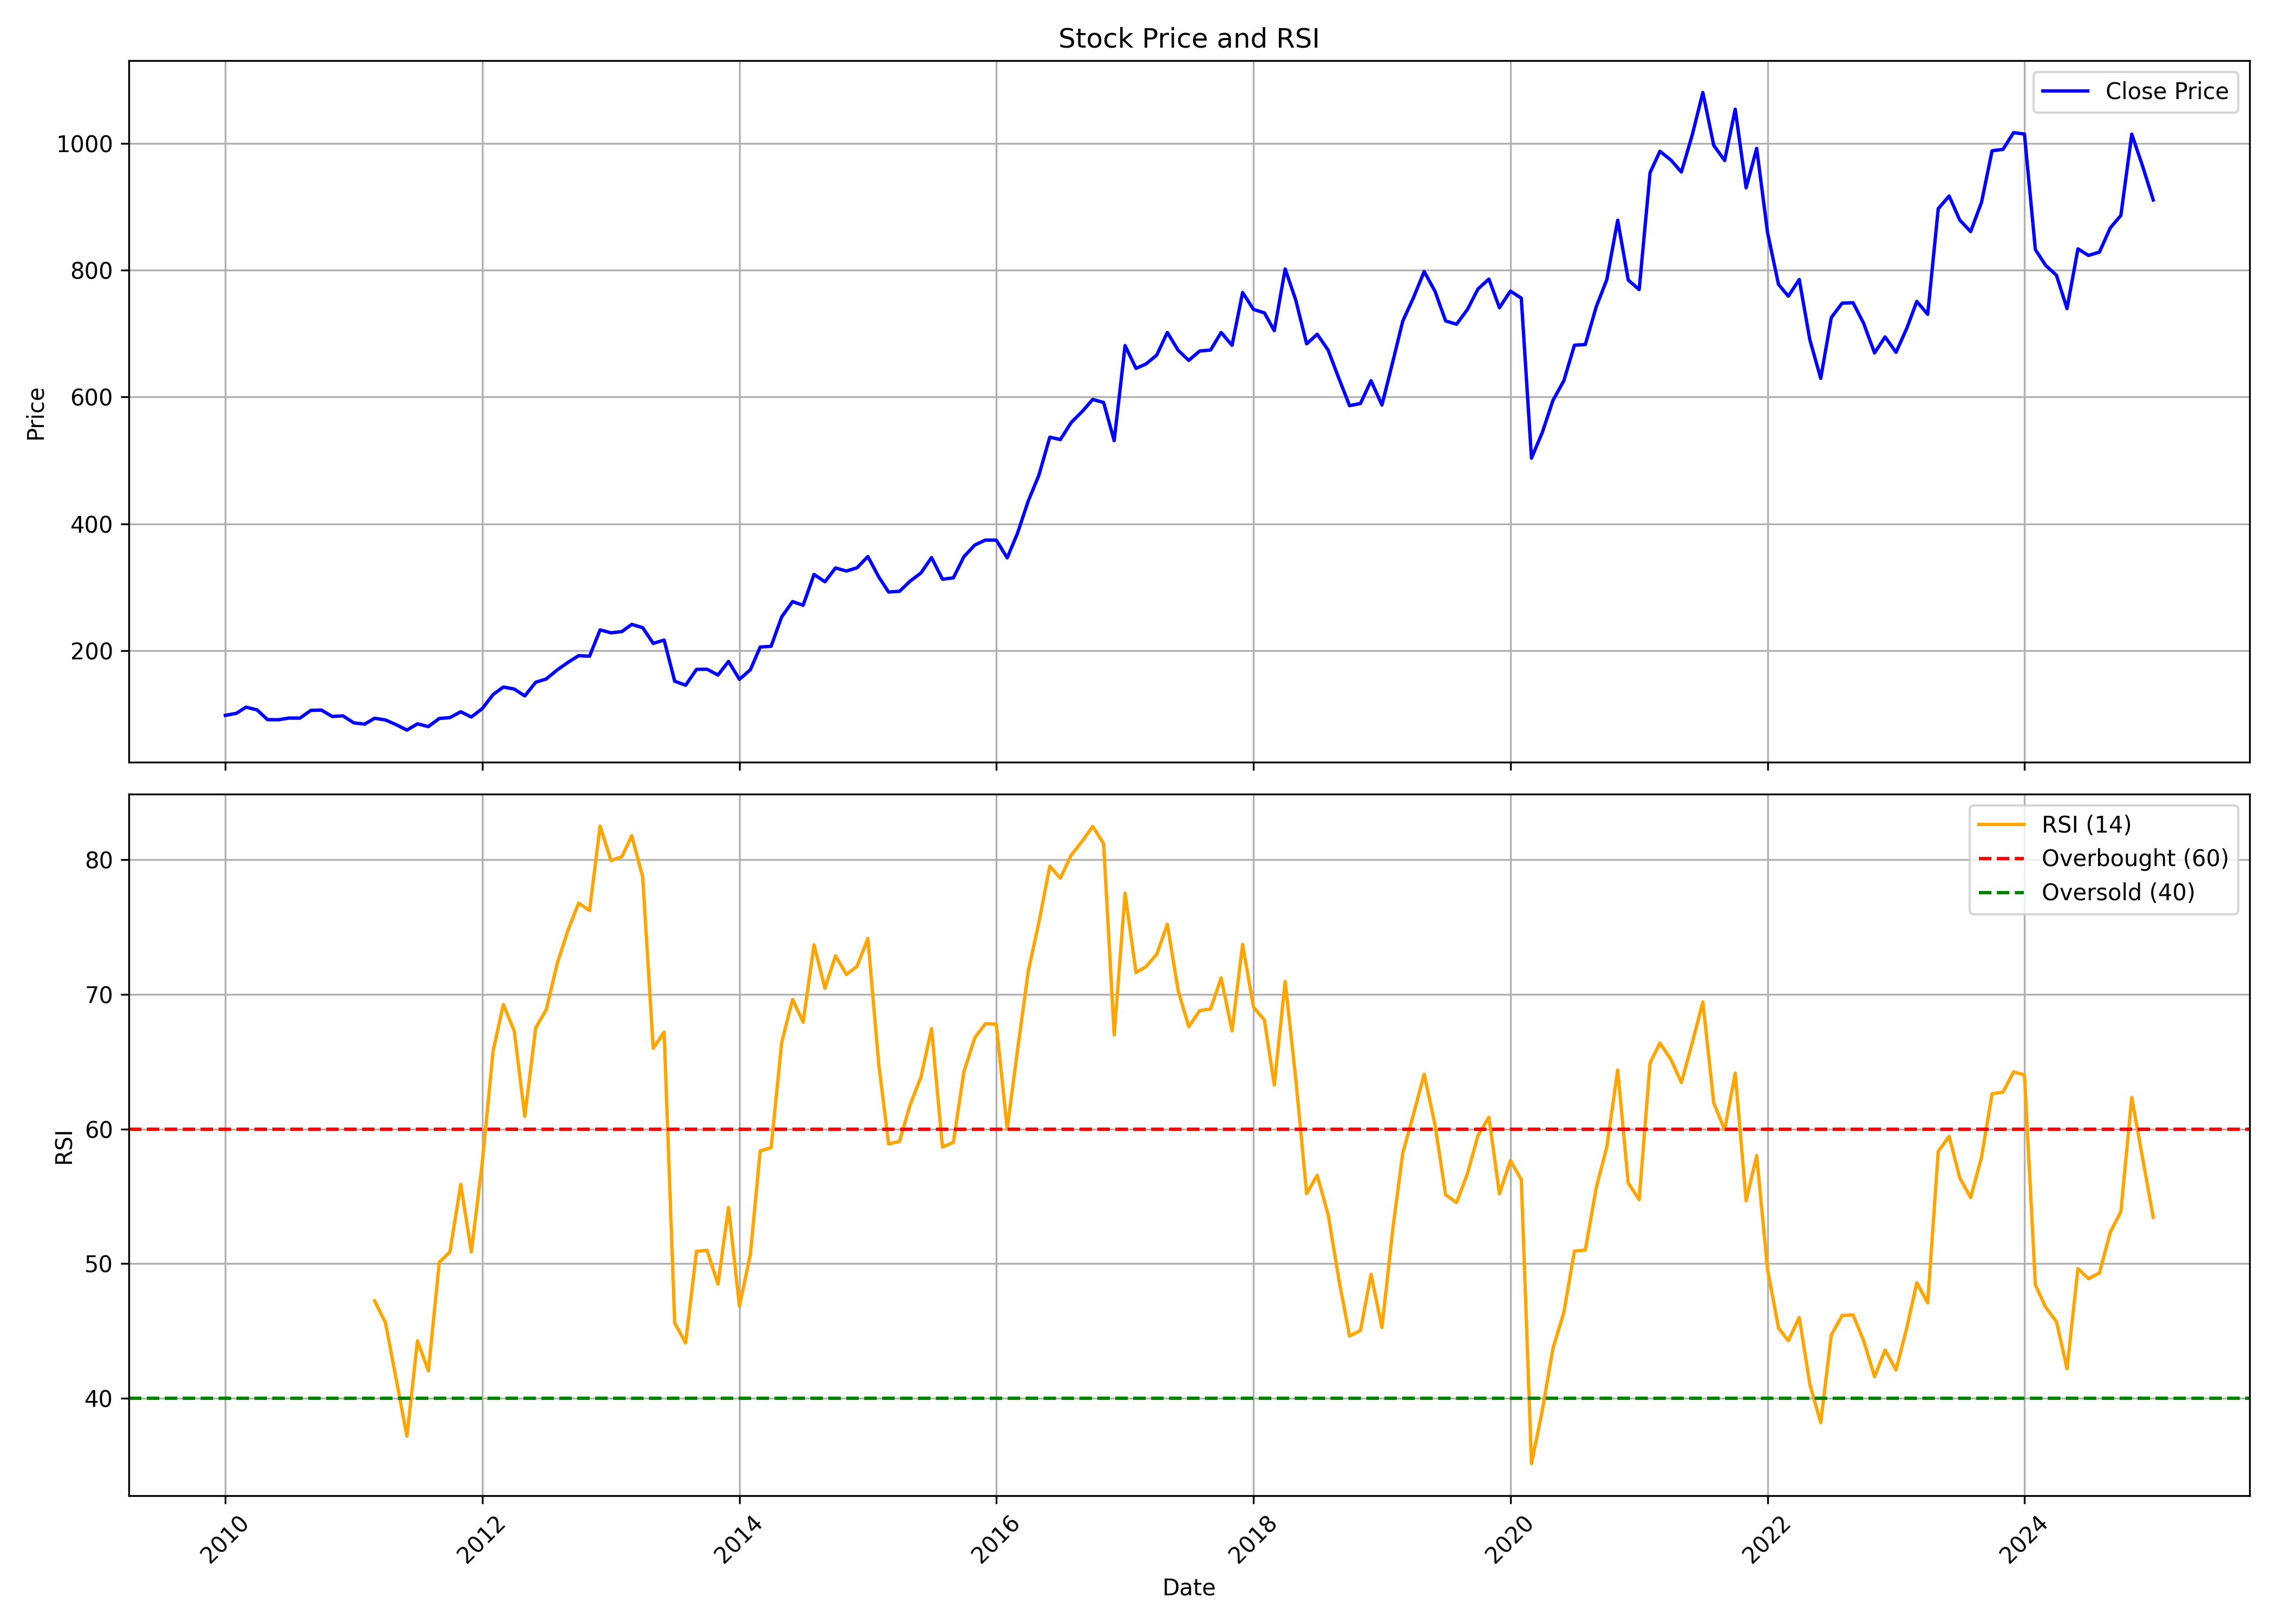 Stock Price and RSI
Close Price
1000
800
600
400
200
Price
RSI (14)
Overbought (60)
Oversold (40)
80
70
60
50
40
RSI
2010
2012
2014
2016
2018
2020
2022
2024
Date